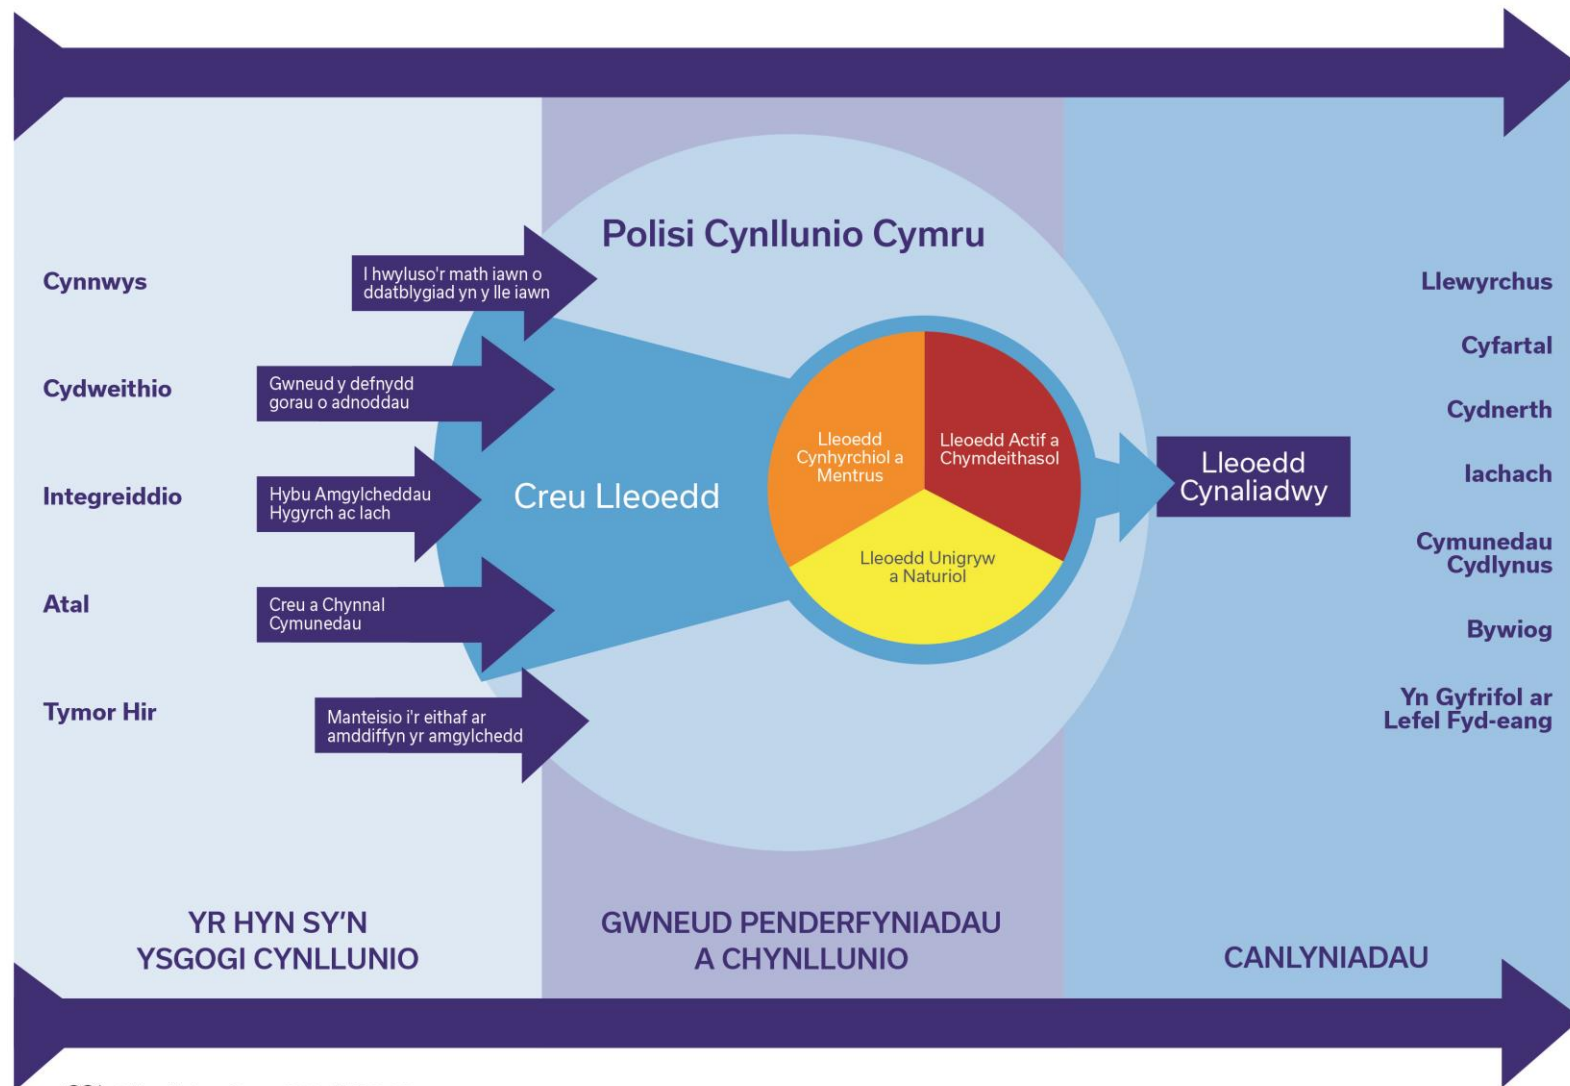 Polisi Cynllunio Cymru
Cynnwys
Cydweithio
Integreiddio
Atal
Tymor Hir
I hwyluso'r math iawn o
ddatblygiad yn y lle iawn
Gwneud y defnydd
gorau o adnoddau
Hybu Amgylcheddau
Hygyrch ac Iach
Creu a Chynnal
Cymunedau
Manteisio i'r eithaf ar
amddiffyn yr amgylchedd
Creu Lleoedd
Lleoedd
Cynhyrchiol a
Mentrus
Lleoedd Actif a
Chymdeithasol
Lleoedd Unigryw
a Naturiol
Lleoedd
Cynaliadwy
Llewyrchus
Cyfartal
Cydnerth
Iachach
Cymunedau
Cydlynus
Bywiog
Yn Gyfrifol ar
Lefel Fyd-eang
YR HYN SY'N
YSGOGI CYNLLUNIO
GWNEUD PENDERFYNIADAU
A CHYNLLUNIO
CANLYNIADAU